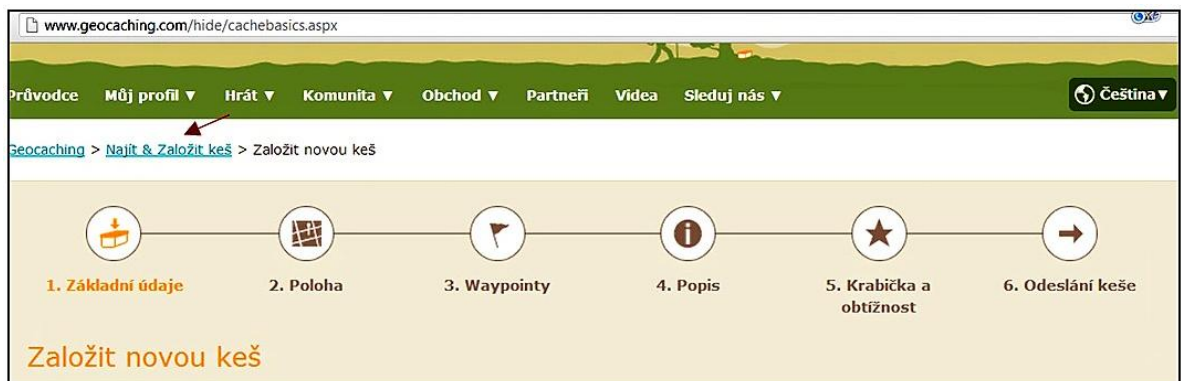 www.geocaching.com/hide/cachebasics.aspx
Průvodce Můj profil ▼ Hrát ▼ Komunita ▼ Obchod ▼ Partneři Videa Sleduj nás ▼ Čeština ▼
Geocaching > Najít & Založit keš > Založit novou keš
1. Základní údaje 2. Poloha 3. Waypointy 4. Popis 5. Krabička a obtížnost 6. Odeslání keše
Založit novou keš